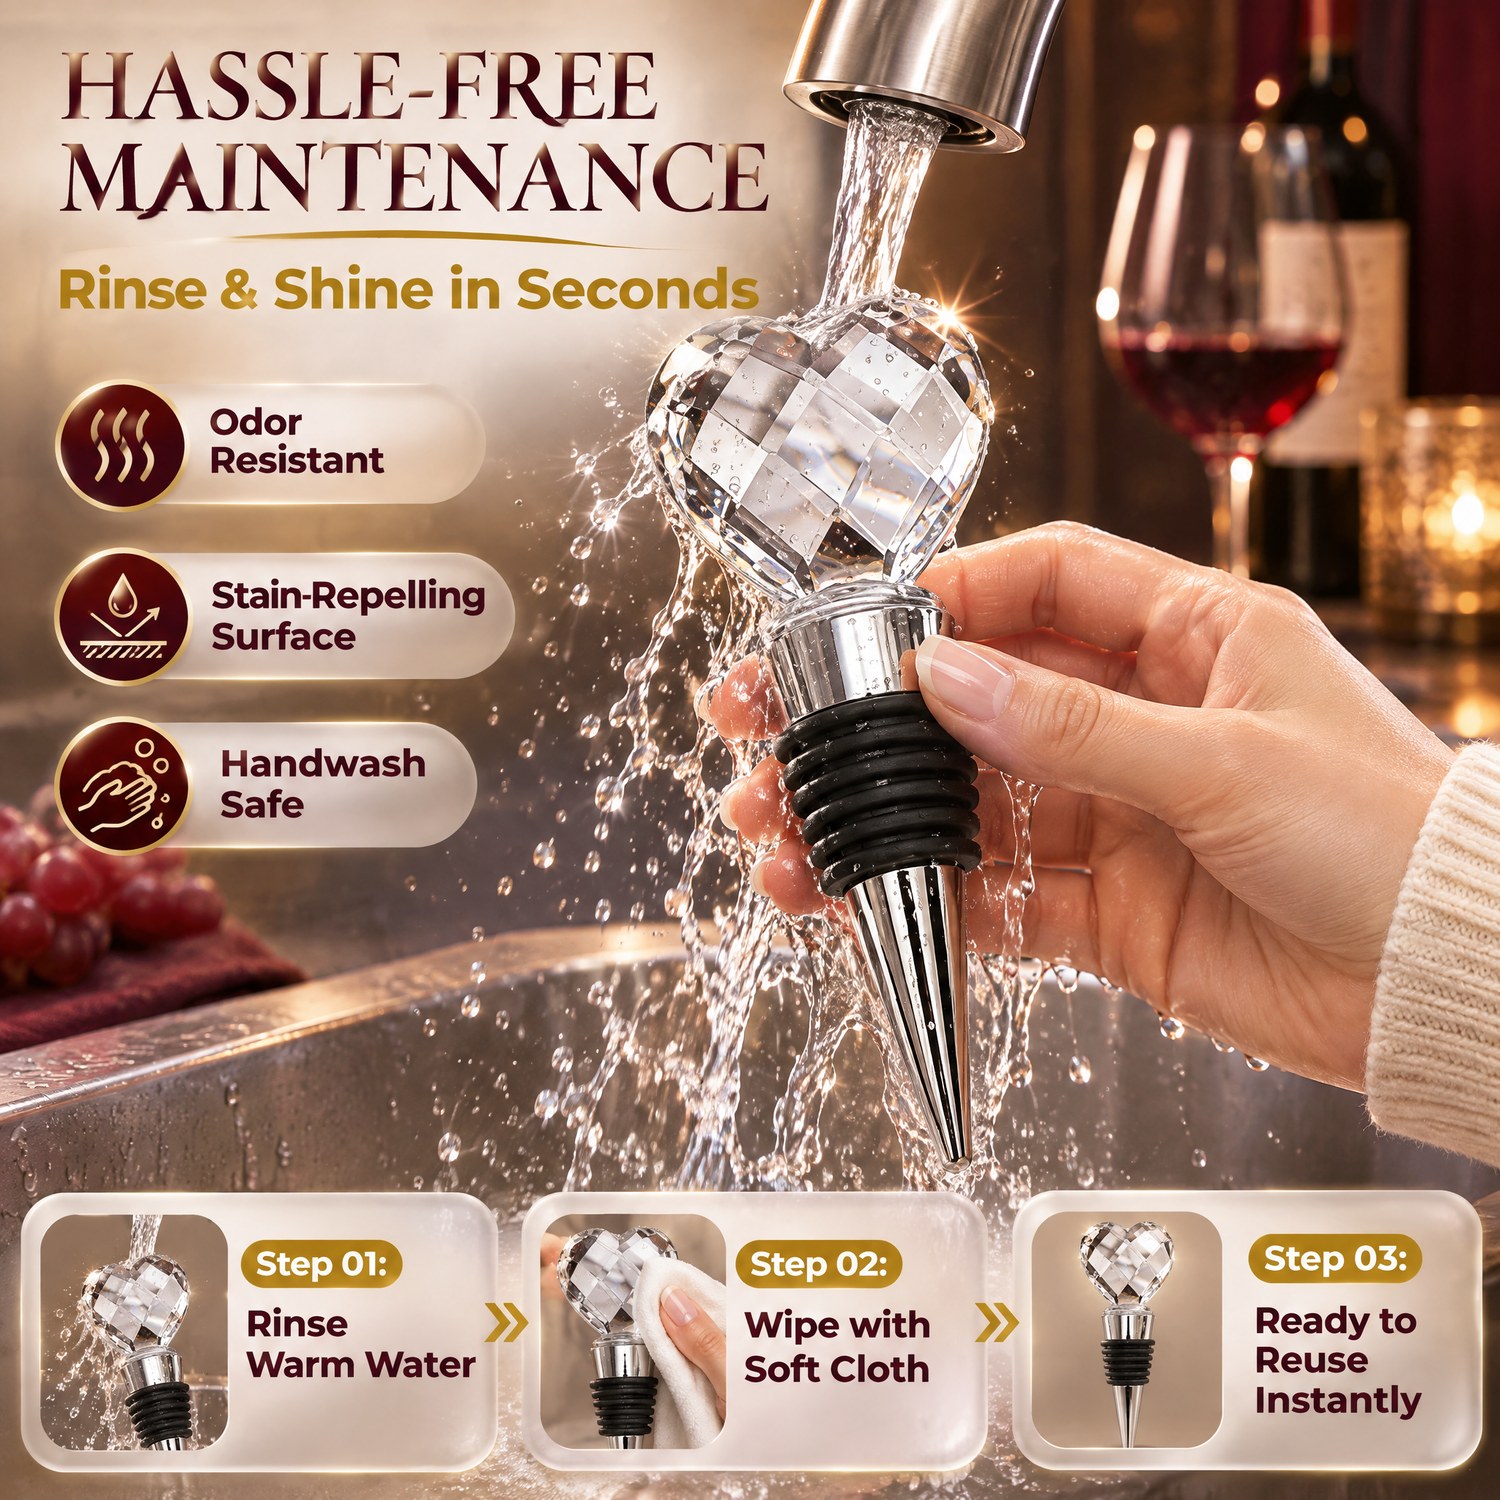 HASSLE-FREE
MAINTENANCE
Rinse & Shine in Seconds
Odor
Resistant
Stain-Repelling
Surface
Handwash
Safe
Step 01:
Rinse
Warm Water
Step 02:
Wipe with
Soft Cloth
Step 03:
Ready to
Reuse
Instantly